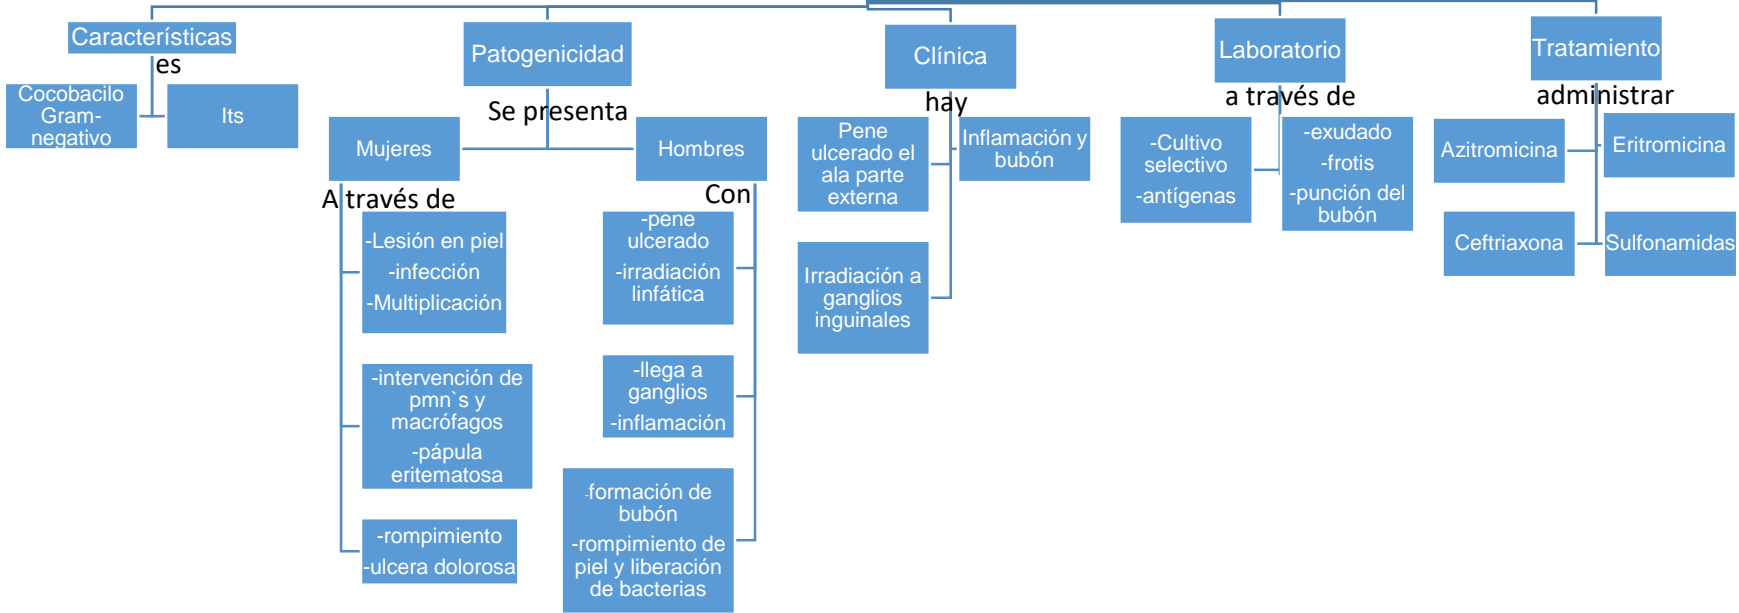 Características
es
Cocobacilo
Gram-
negativo
Its
Patogenicidad
Se presenta
Mujeres
A través de
-Lesión en piel
-infección
-Multiplicación
-intervención de
pmn`s y
macrófagos
-pápula
eritematosa
-rompimiento
-ulcera dolorosa
Hombres
Con
-pene
ulcerado
-irradiación
linfática
-llega a
ganglios
-inflamación
-formación de
bubón
-rompimiento de
piel y liberación
de bacterias
Clínica
hay
Pene
ulcerado el
ala parte
externa
Inflamación y
bubón
Irradiación a
ganglios
inguinales
Laboratorio
a través de
-Cultivo
selectivo
-antígenas
-exudado
-frotis
-punción del
bubón
Tratamiento
administrar
Azitromicina
Eritromicina
Ceftriaxona
Sulfonamidas